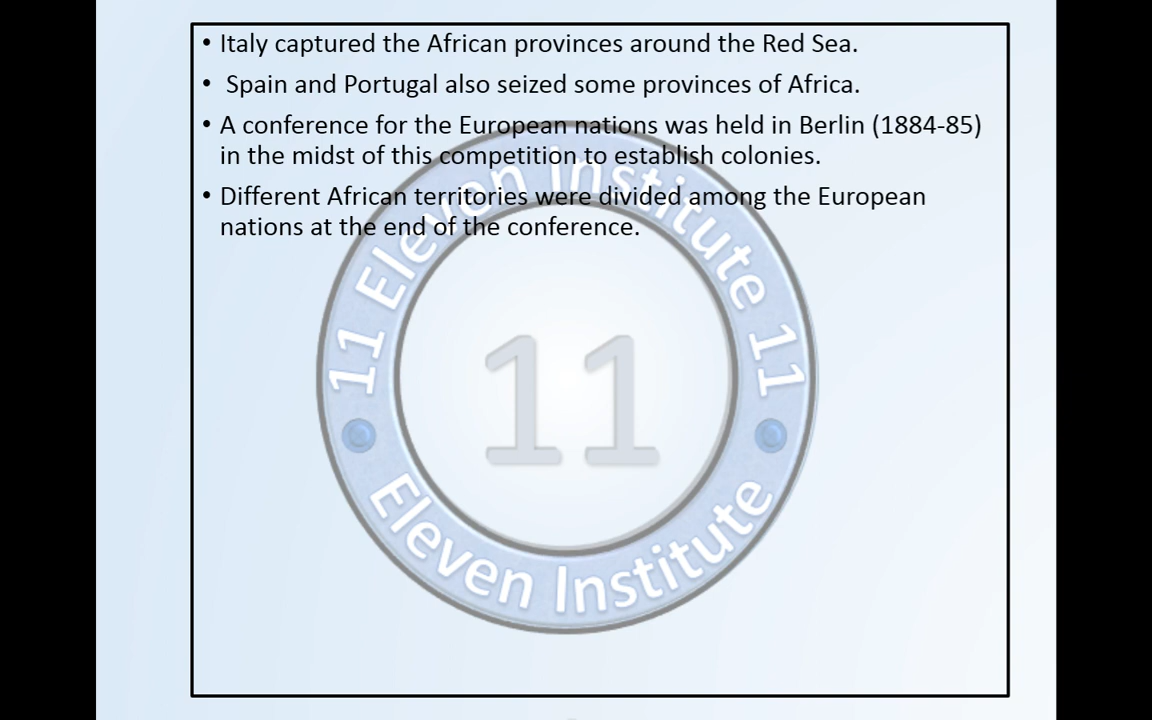 • Italy captured the African provinces around the Red Sea.
• Spain and Portugal also seized some provinces of Africa.
• A conference for the European nations was held in Berlin (1884-85)
in the midst of this competition to establish colonies.
• Different African territories were divided among the European
nations at the end of the conference.
11 Eleven institute 11
11
Eleven Institute